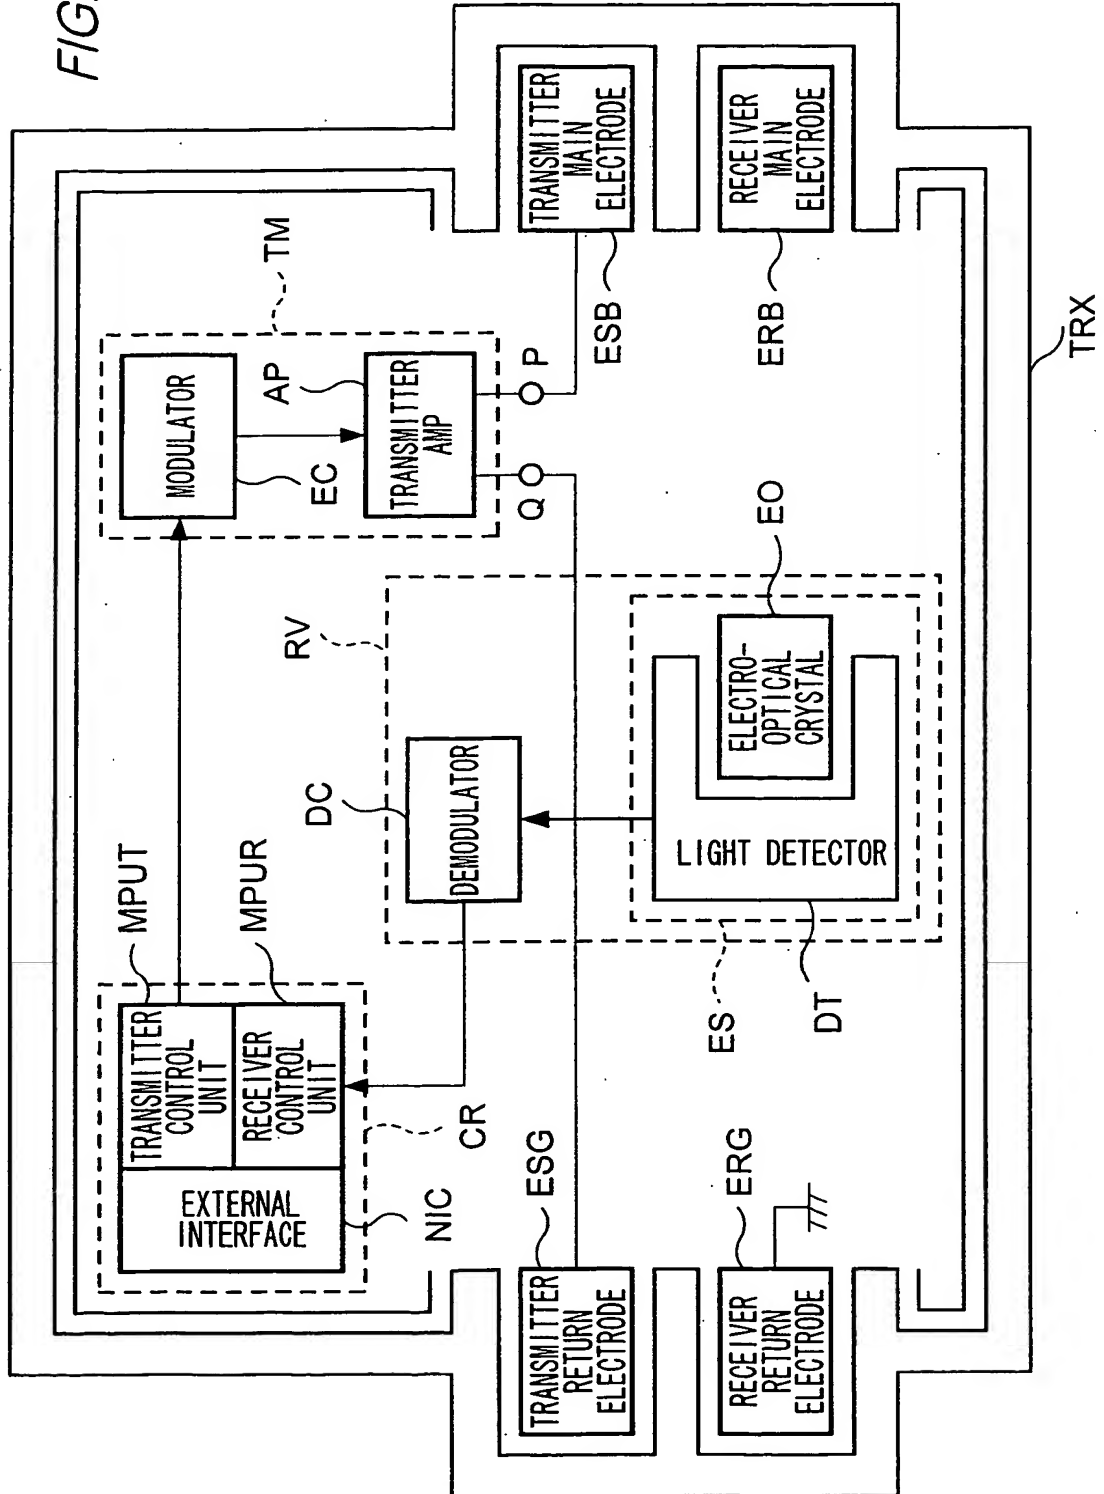 FIG.
MPUT
TRANSMITTER
CONTROL
UNIT
RECEIVER
CONTROL
UNIT
MPUR
EXTERNAL
INTERFACE
NIC
CR
MODULATOR
EC
AP
TRANSMITTER
AMP
TM
Q
P
DC
DEMODULATOR
RV
ESG
TRANSMITTER
RETURN
ELECTRODE
ERG
RECEIVER
RETURN
ELECTRODE
ES
LIGHT DETECTOR
DT
ELECTRO-
OPTICAL
CRYSTAL
EO
TRANSMITTER
MAIN
ELECTRODE
ESB
RECEIVER
MAIN
ELECTRODE
ERB
TRX